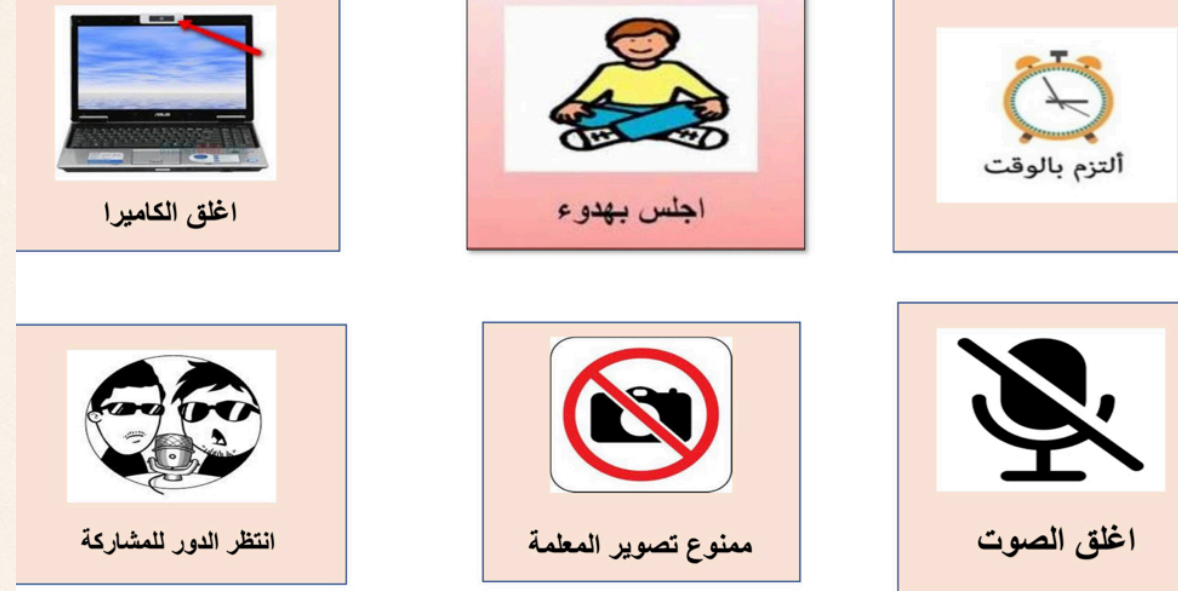 ألتزم بالوقت
اجلس بهدوء
اغلق الكاميرا
اغلق الصوت
ممنوع تصوير المعلمة
انتظر الدور للمشاركة